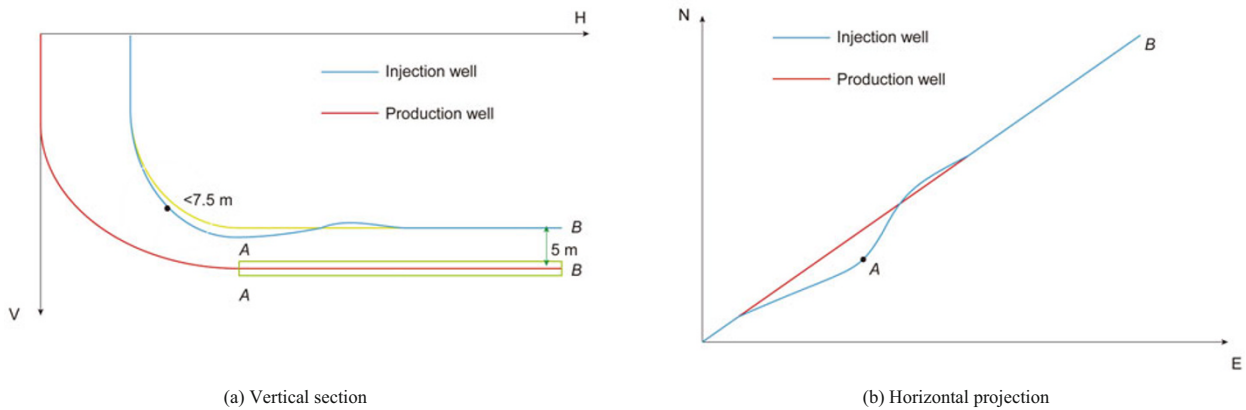 H
Injection well
Production well
<7.5 m
A
B
5 m
B
A
V
(a) Vertical section
N
Injection well
Production well
B
A
E
(b) Horizontal projection